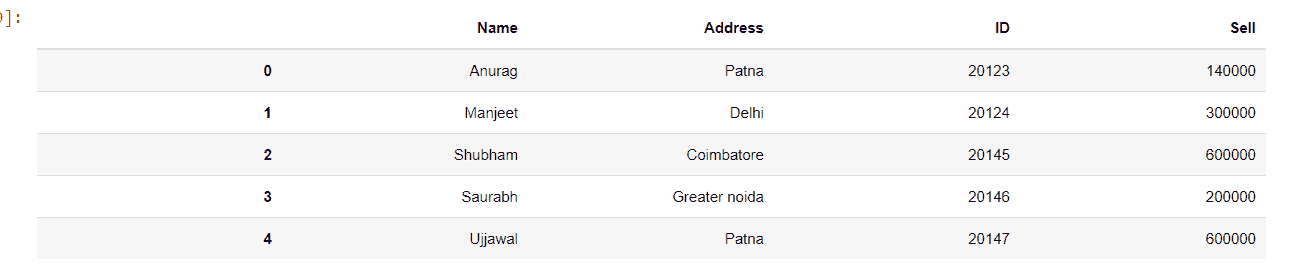 ]:
Name Address ID Sell
0 Anurag Patna 20123 140000
1 Manjeet Delhi 20124 300000
2 Shubham Coimbatore 20145 600000
3 Saurabh Greater noida 20146 200000
4 Ujjawal Patna 20147 600000